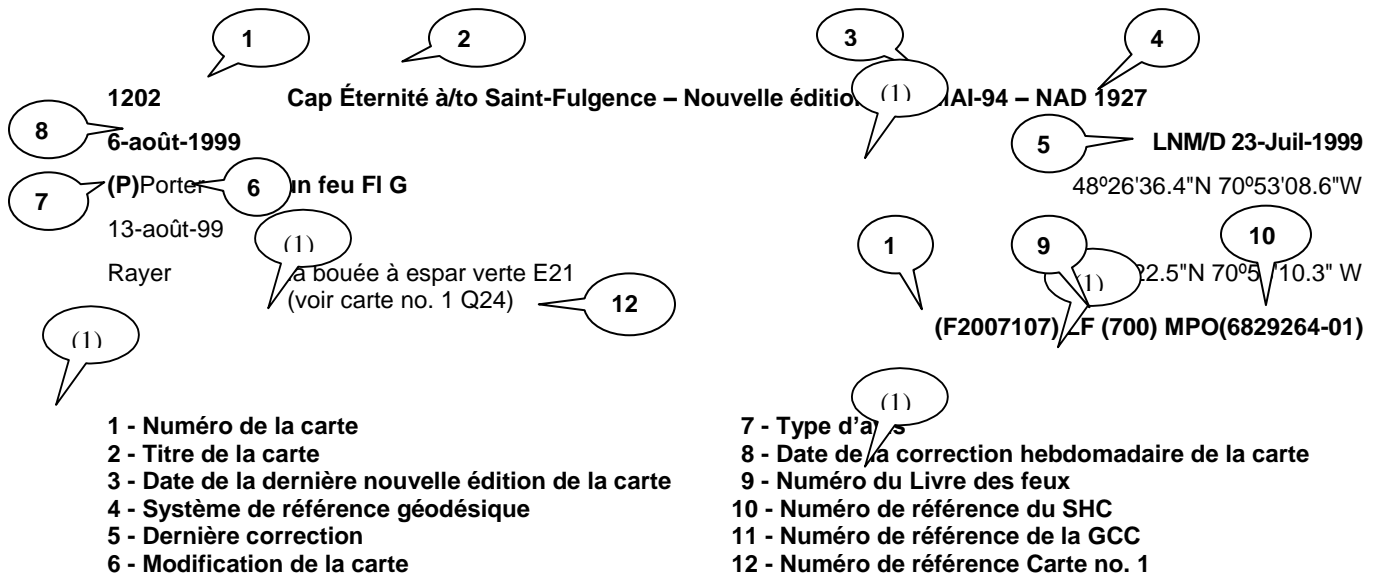 1 2 3 4
(1)
1202 Cap Éternité à/to Saint-Fulgence – Nouvelle édition AI-94 – NAD 1927
8 6-août-1999 5 LNM/D 23-Juil-1999
7 (P)Porter 6 un feu Fl G 48º26'36.4"N 70º53'08.6"W
13-août-99 (1) 1 9 10
Rayer la bouée à espar verte E21 (1) 22.5"N 70º5 '10.3" W
(voir carte no. 1 Q24) 12
(1) (F2007107) LF (700) MPO(6829264-01)
(1)
1 - Numéro de la carte
2 - Titre de la carte
3 - Date de la dernière nouvelle édition de la carte
4 - Système de référence géodésique
5 - Dernière correction
6 - Modification de la carte
7 - Type d'avis
8 - Date de la correction hebdomadaire de la carte
9 - Numéro du Livre des feux
10 - Numéro de référence du SHC
11 - Numéro de référence de la GCC
12 - Numéro de référence Carte no. 1